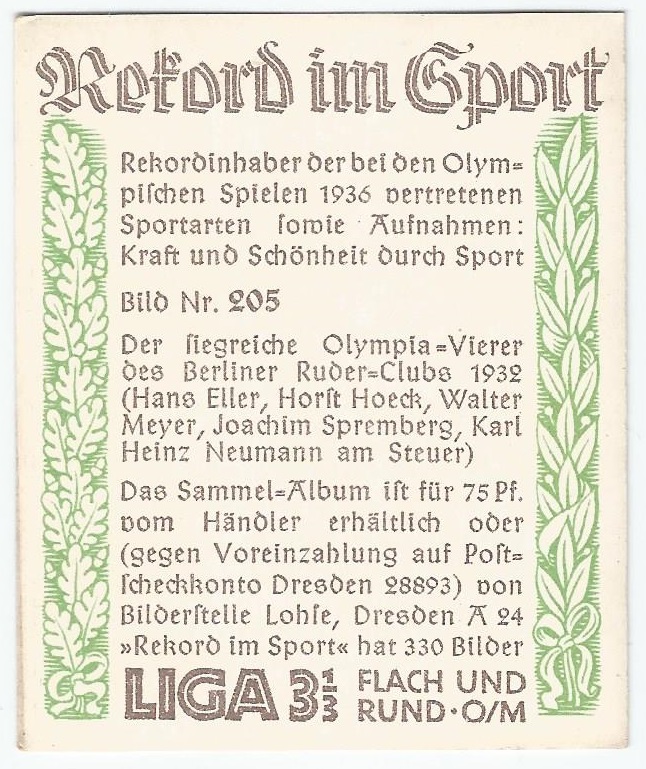 Rekord im Sport
Rekordinhaber der bei den Olym=
piſchen Spielen 1936 vertretenen
Sportarten ſowie Aufnahmen:
Kraft und Schönheit durch Sport
Bild Nr. 205
Der ſiegreiche Olympia=Vierer
des Berliner Ruder=Clubs 1932
(Hans Eller, Horſt Hoeck, Walter
Meyer, Joachim Spremberg, Karl
Heinz Neumann am Steuer)
Das Sammel=Album iſt für 75 Pf.
vom Händler erhältlich oder
(gegen Voreinzahlung auf Poſt=
ſcheckkonto Dresden 28893) von
Bilderſtelle Lohſe, Dresden A 24
»Rekord im Sport« hat 330 Bilder
LIGA 3⅓ FLACH UND
RUND·O/M